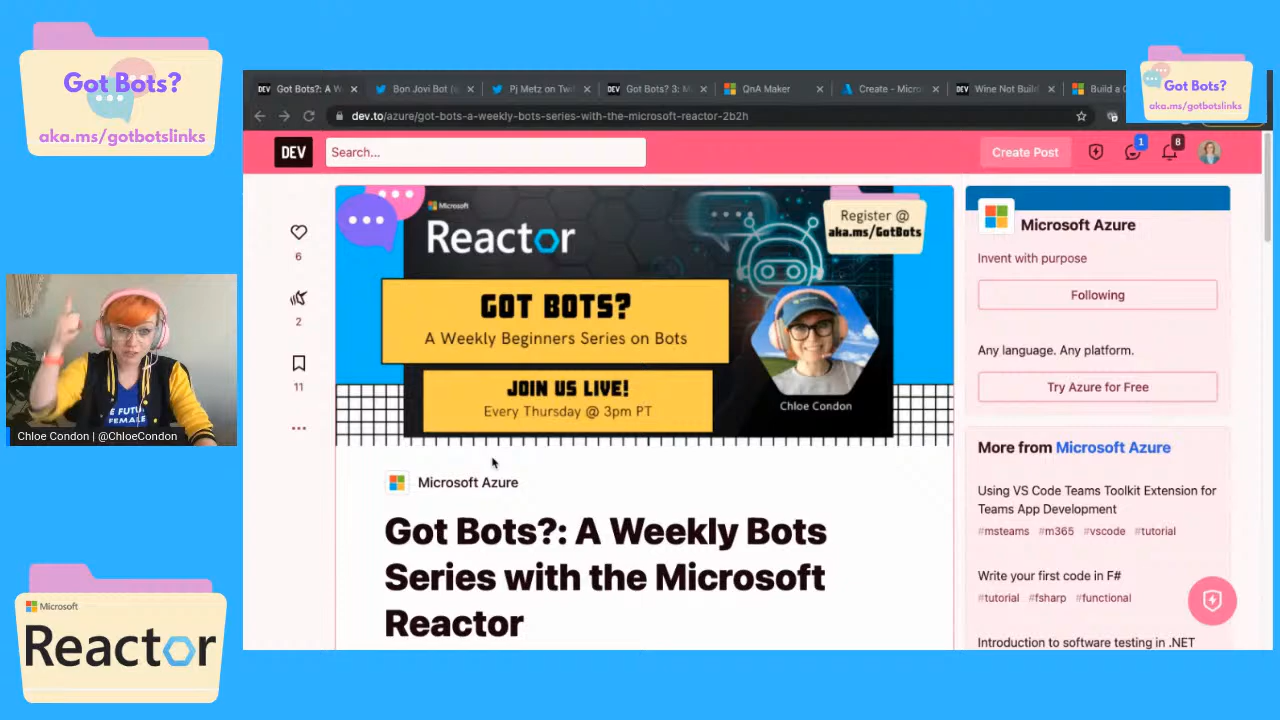 Got Bots?
aka.ms/gotbotslinks
Got Bots?: A W
Bon Jovi Bot (
Pj Metz on Tw
Got Bots? 3: M
QnA Maker
Create - Micro
Wine Not Build
Build a
Got Bots?
aka.ms/gotbotslinks
dev.to/azure/got-bots-a-weekly-bots-series-with-the-microsoft-reactor-2b2h
DEV
Search...
Create Post
1
8
6
2
11
Microsoft
Reactor
Register @
aka.ms/GotBots
GOT BOTS?
A Weekly Beginners Series on Bots
JOIN US LIVE!
Every Thursday @ 3pm PT
Chloe Condon
Microsoft Azure
Got Bots?: A Weekly Bots
Series with the Microsoft
Reactor
Microsoft Azure
Invent with purpose
Following
Any language. Any platform.
Try Azure for Free
More from Microsoft Azure
Using VS Code Teams Toolkit Extension for
Teams App Development
#msteams #m365 #vscode #tutorial
Write your first code in F#
#tutorial #fsharp #functional
Introduction to software testing in .NET
E FUTU
FEMALE
Chloe Condon | @ChloeCondon
Microsoft
Reactor